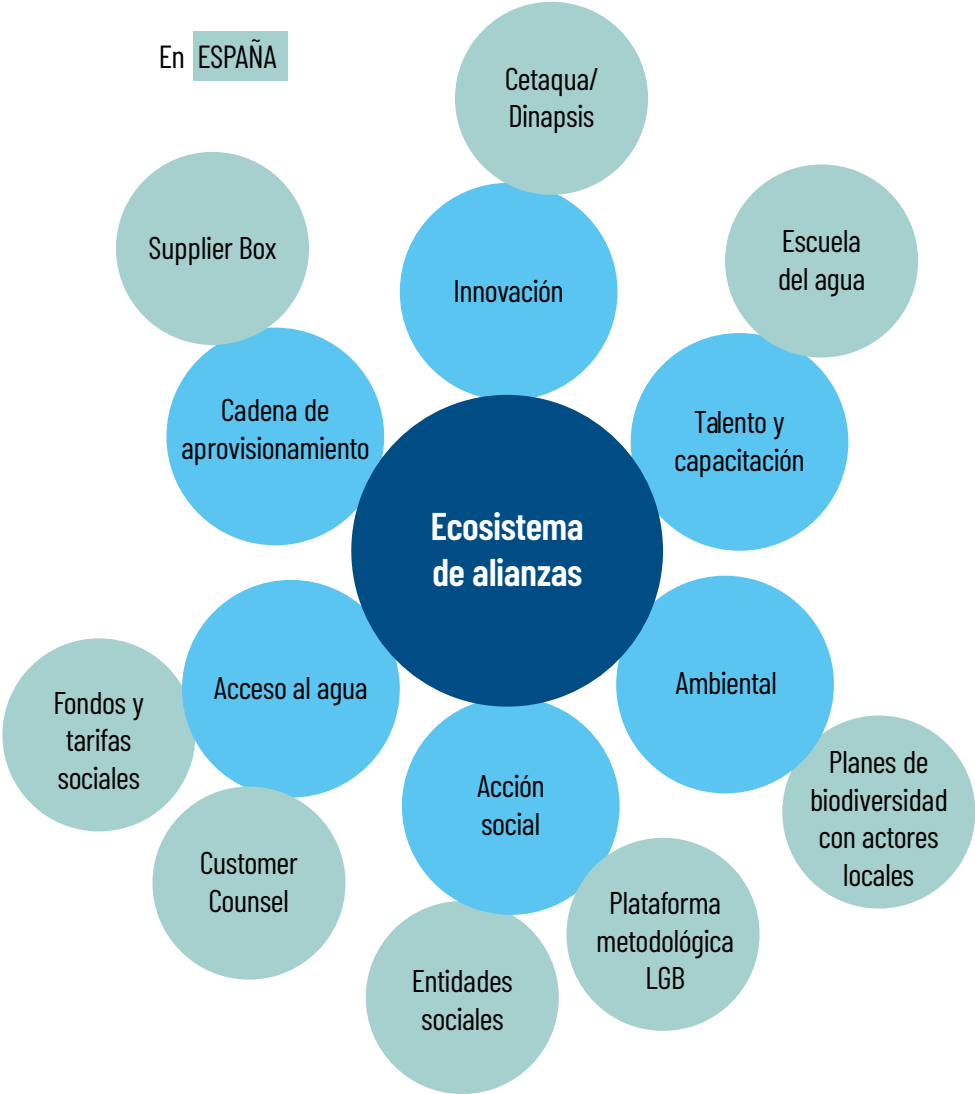 En ESPAÑA
Cetaqua/
Dinapsis
Supplier Box
Escuela
del agua
Innovación
Cadena de
aprovisionamiento
Talento y
capacitación
Ecosistema
de alianzas
Acceso al agua
Ambiental
Fondos y
tarifas
sociales
Acción
social
Planes de
biodiversidad
con actores
locales
Customer
Counsel
Plataforma
metodológica
LGB
Entidades
sociales